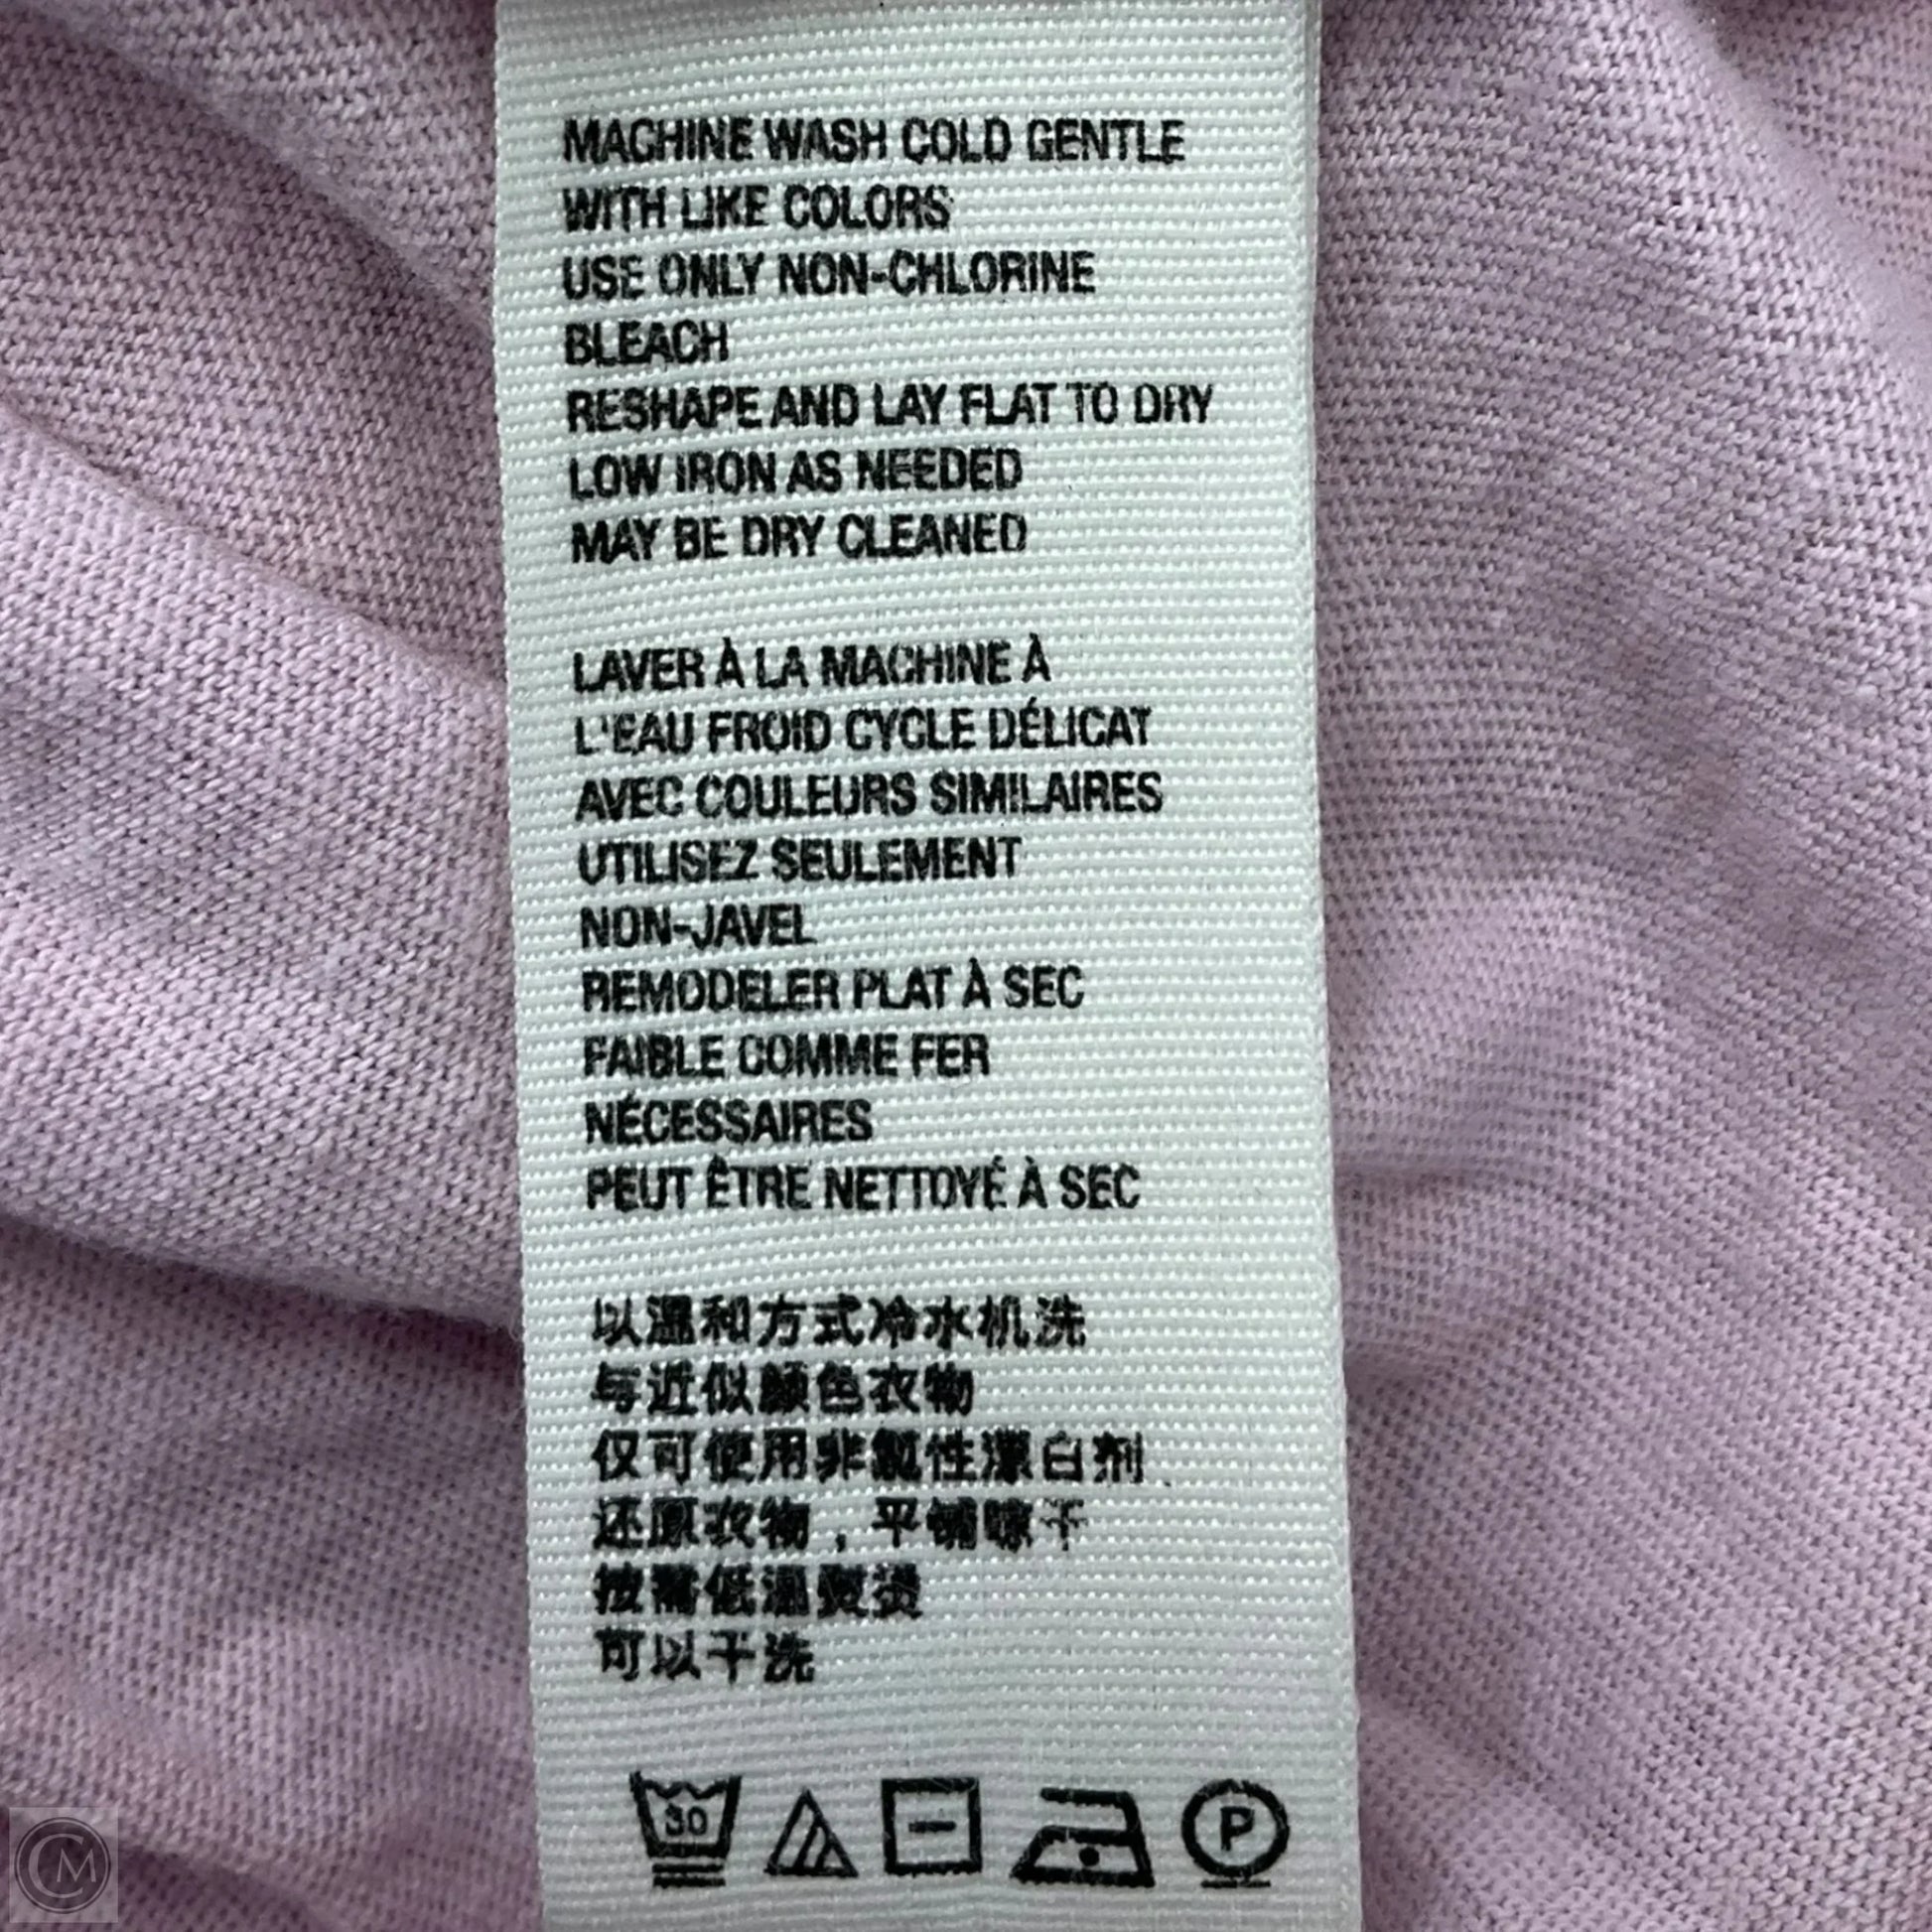 MACHINE WASH COLD GENTLE
WITH LIKE COLORS
USE ONLY NON-CHLORINE
BLEACH
RESHAPE AND LAY FLAT TO DRY
LOW IRON AS NEEDED
MAY BE DRY CLEANED
LAVER À LA MACHINE À
L'EAU FROID CYCLE DÉLICAT
AVEC COULEURS SIMILAIRES
UTILISEZ SEULEMENT
NON-JAVEL
REMODELER PLAT À SEC
FAIBLE COMME FER
NÉCESSAIRES
PEUT ÊTRE NETTOYÉ À SEC
以温和方式冷水机洗
与近似颜色衣物
仅可使用非氯性漂白剂
还原衣物，平铺晾干
按需低温熨烫
可以干洗
30 P
CM